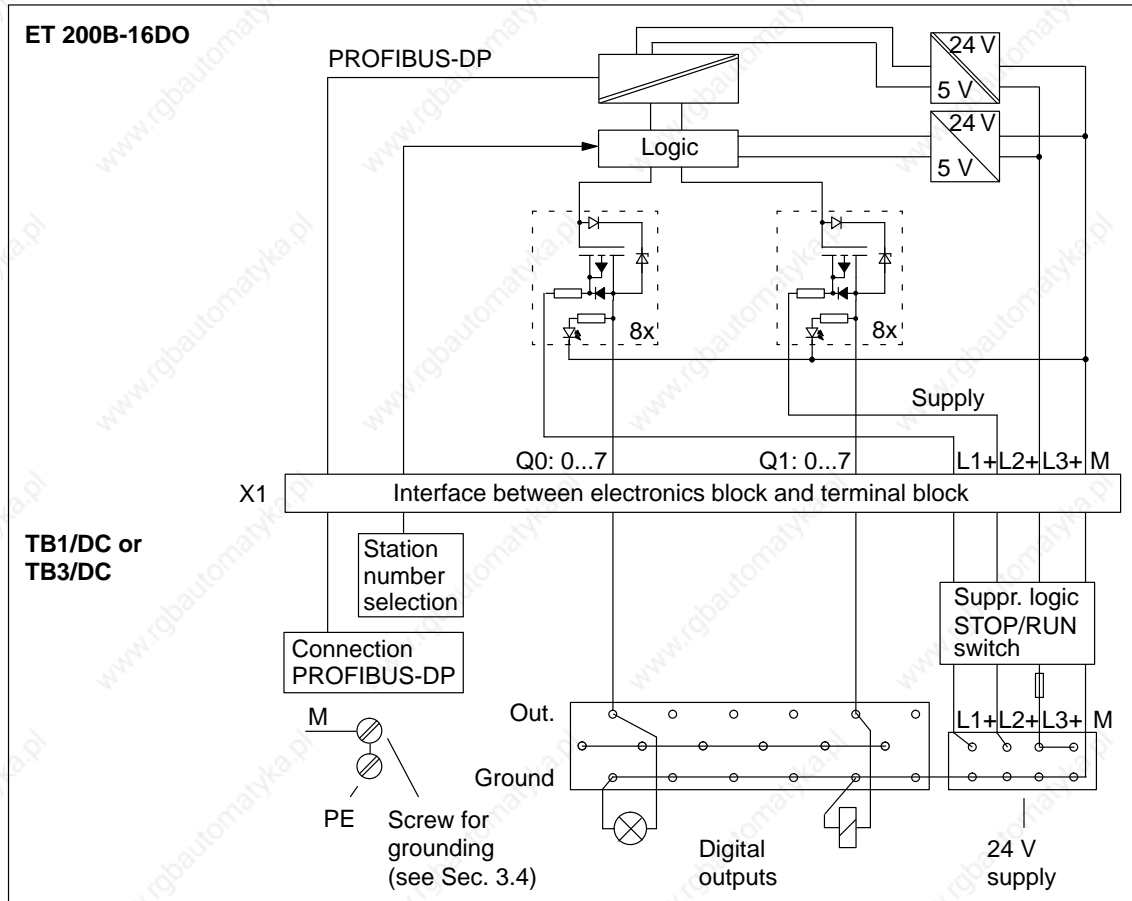 ET 200B-16DO
PROFIBUS-DP
24 V
5 V
24 V
5 V
Logic
8x
8x
Supply
Q0: 0...7
Q1: 0...7
L1+ L2+ L3+ M
X1
Interface between electronics block and terminal block
TB1/DC or
TB3/DC
Station
number
selection
Suppr. logic
STOP/RUN
switch
Connection
PROFIBUS-DP
Out.
L1+ L2+ L3+ M
M
Ground
PE
Screw for
grounding
(see Sec. 3.4)
Digital
outputs
24 V
supply
www.rgbautomatyka.pl